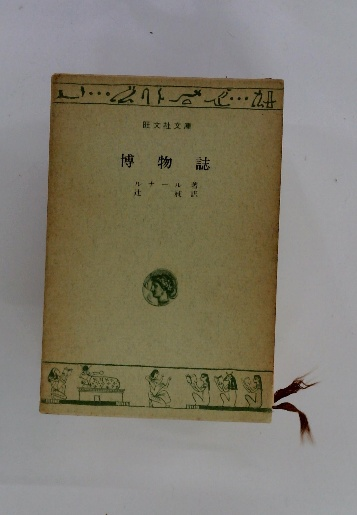 旺文社文庫
博物誌
ルナール 著
辻 昶 訳